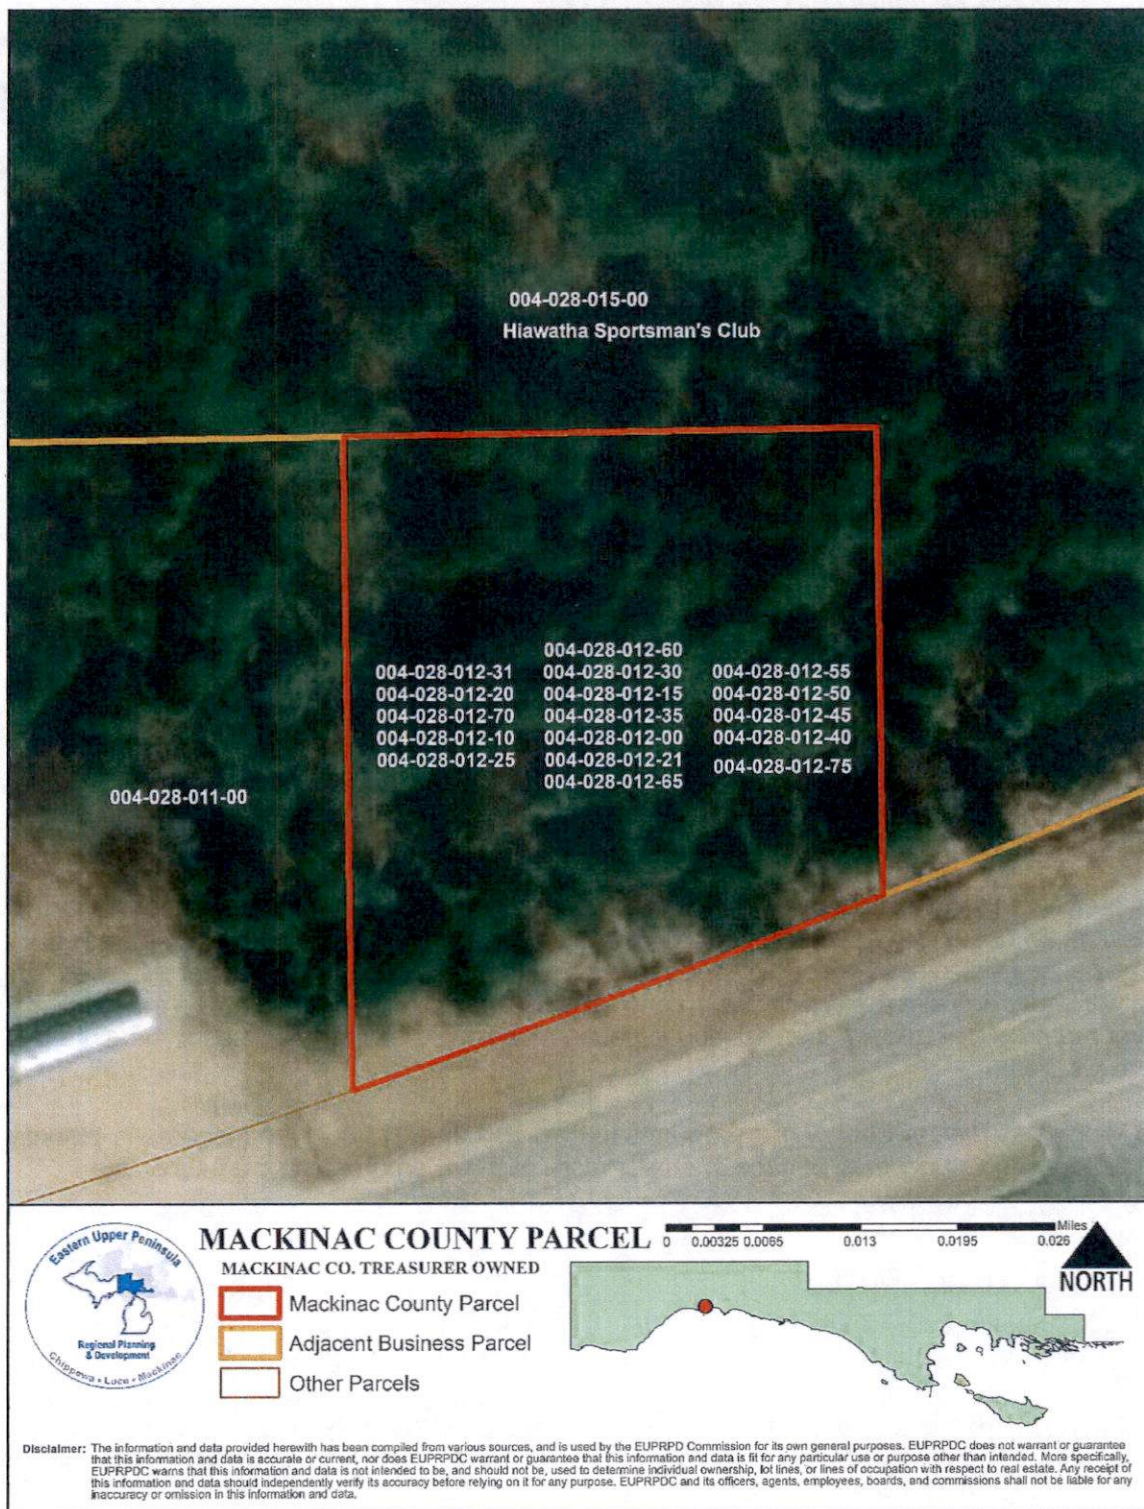 004-028-015-00
Hiawatha Sportsman's Club
004-028-012-60
004-028-012-31 004-028-012-30 004-028-012-55
004-028-012-20 004-028-012-15 004-028-012-50
004-028-012-70 004-028-012-35 004-028-012-45
004-028-012-10 004-028-012-00 004-028-012-40
004-028-012-25 004-028-012-21 004-028-012-75
004-028-012-65
004-028-011-00
Eastern Upper Peninsula
Regional Planning
& Development
Chippewa • Luce • Mackinac
MACKINAC COUNTY PARCEL
MACKINAC CO. TREASURER OWNED
Mackinac County Parcel
Adjacent Business Parcel
Other Parcels
Miles
0 0.00325 0.0065 0.013 0.0195 0.026
NORTH
Disclaimer: The information and data provided herewith has been compiled from various sources, and is used by the EUPRPD Commission for its own general purposes. EUPRPDC does not warrant or guarantee
that this information and data is accurate or current, nor does EUPRPDC warrant or guarantee that this information and data is fit for any particular use or purpose other than intended. More specifically,
EUPRPDC warns that this information and data is not intended to be, and should not be, used to determine individual ownership, lot lines, or lines of occupation with respect to real estate. Any receipt of
this information and data should independently verify its accuracy before relying on it for any purpose. EUPRPDC and its officers, agents, employees, boards, and commissions shall not be liable for any
inaccuracy or omission in this information and data.